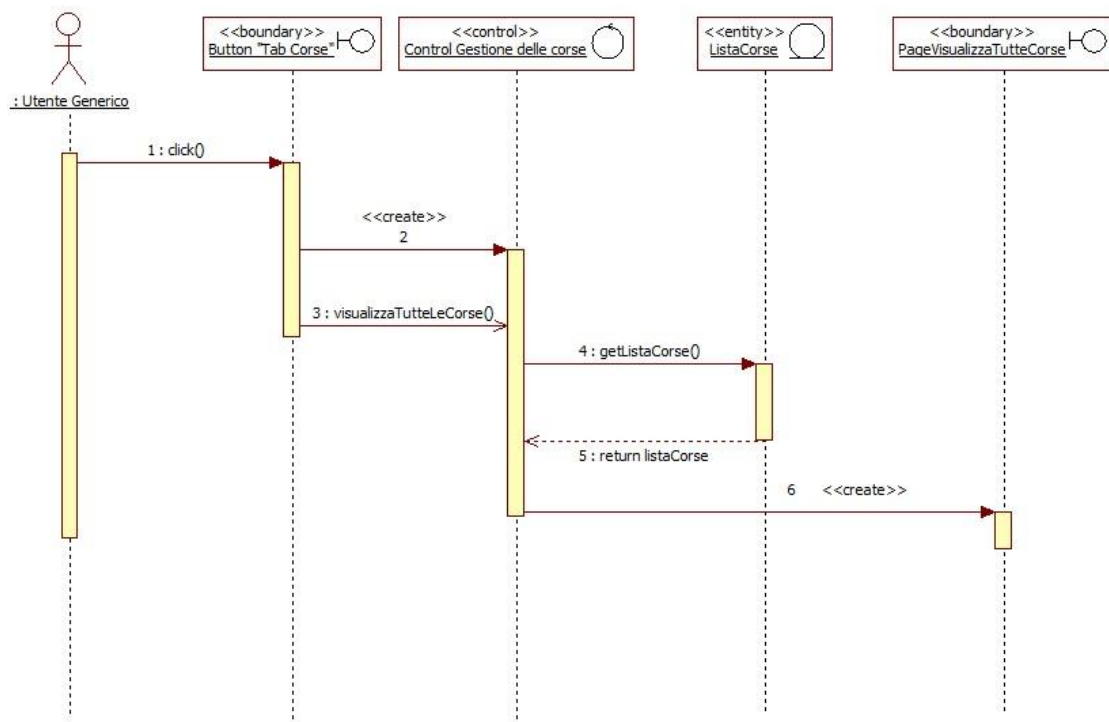 <<boundary>>
Button "Tab Corse"
<<control>>
Control Gestione delle corse
<<entity>>
ListaCorse
<<boundary>>
PageVisualizzaTutteCorse
: Utente Generico
1 : click()
<<create>>
2
3 : visualizzaTutteLeCorse()
4 : getListaCorse()
5 : return listaCorse
6 <<create>>